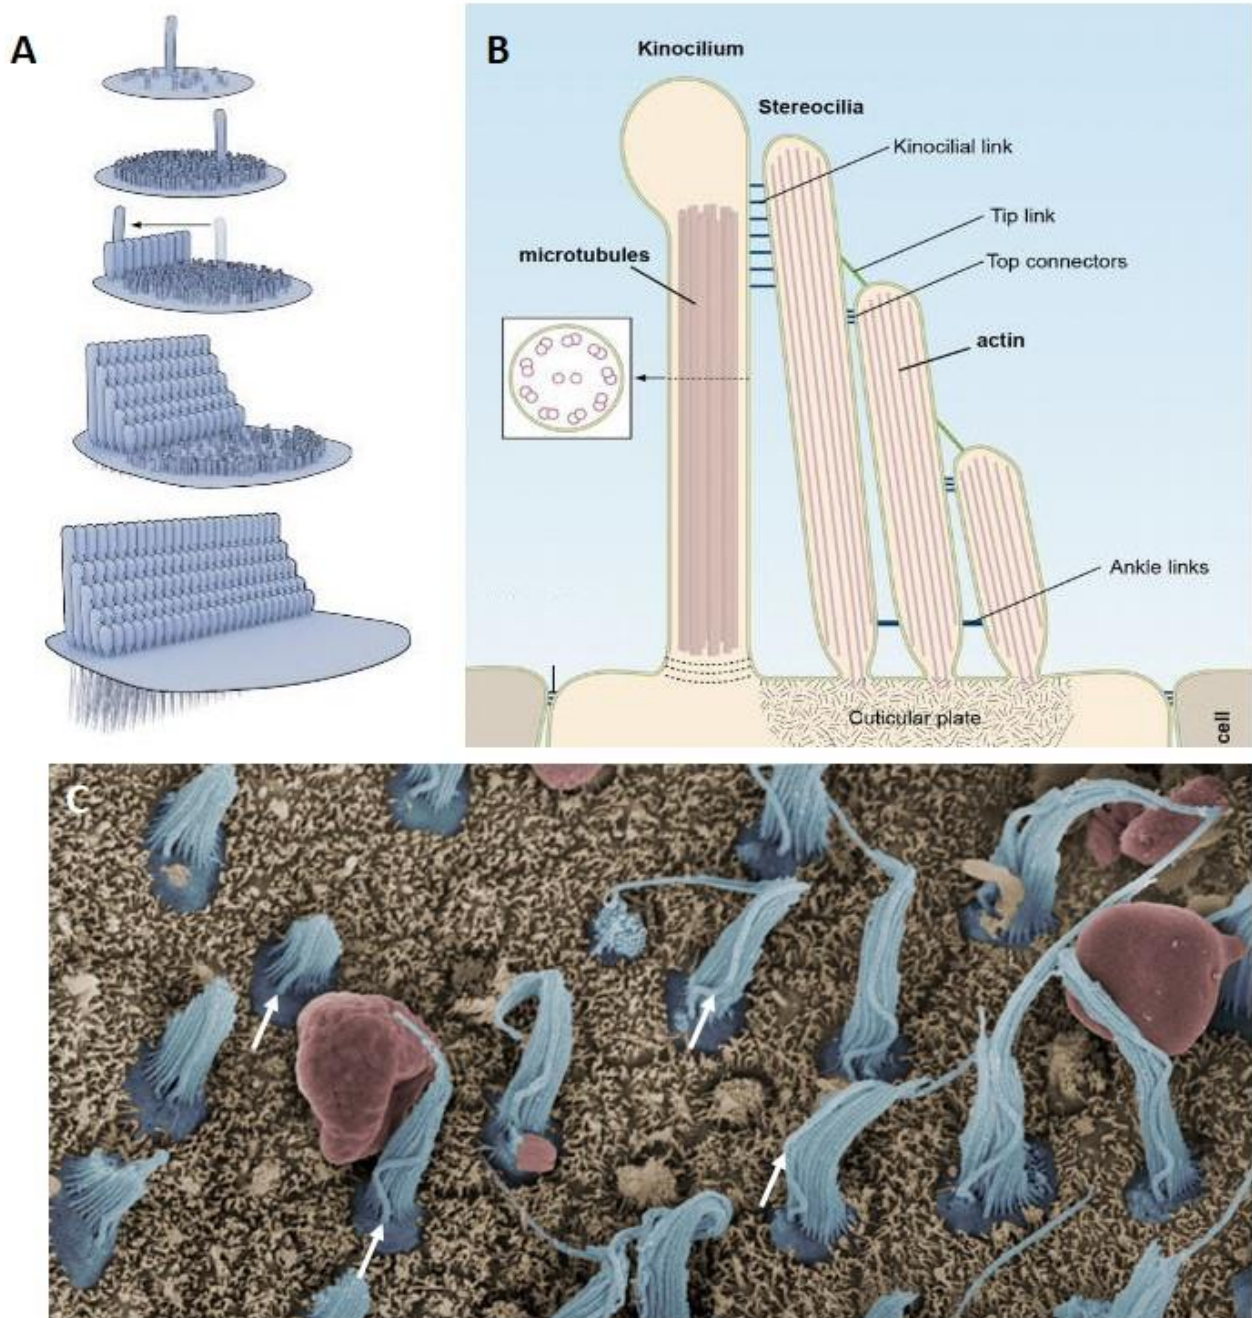 A
B
Kinocilium
Stereocilia
Kinocilial link
Tip link
microtubules
Top connectors
actin
Ankle links
Cuticular plate
cell
C